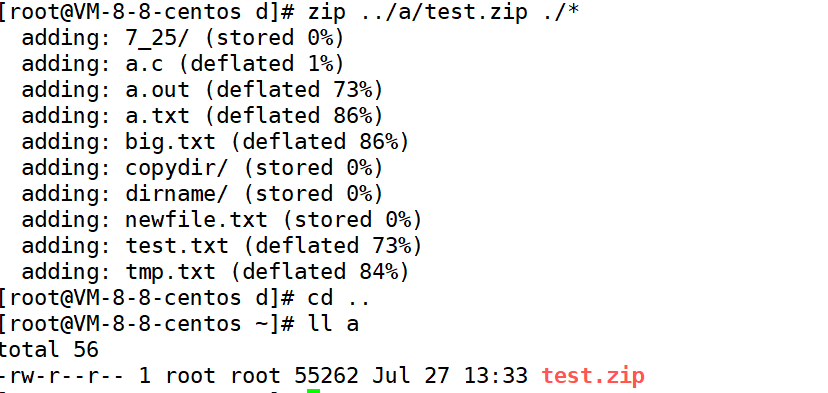 [root@VM-8-8-centos d]# zip ../a/test.zip ./*
  adding: 7_25/ (stored 0%)
  adding: a.c (deflated 1%)
  adding: a.out (deflated 73%)
  adding: a.txt (deflated 86%)
  adding: big.txt (deflated 86%)
  adding: copydir/ (stored 0%)
  adding: dirname/ (stored 0%)
  adding: newfile.txt (stored 0%)
  adding: test.txt (deflated 73%)
  adding: tmp.txt (deflated 84%)
[root@VM-8-8-centos d]# cd ..
[root@VM-8-8-centos ~]# ll a
total 56
-rw-r--r-- 1 root root 55262 Jul 27 13:33 test.zip